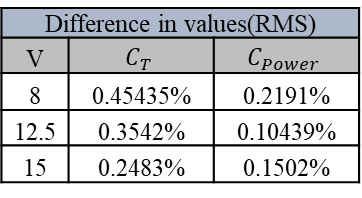 Difference in values(RMS)
V C_T C_Power
8 0.45435% 0.2191%
12.5 0.3542% 0.10439%
15 0.2483% 0.1502%